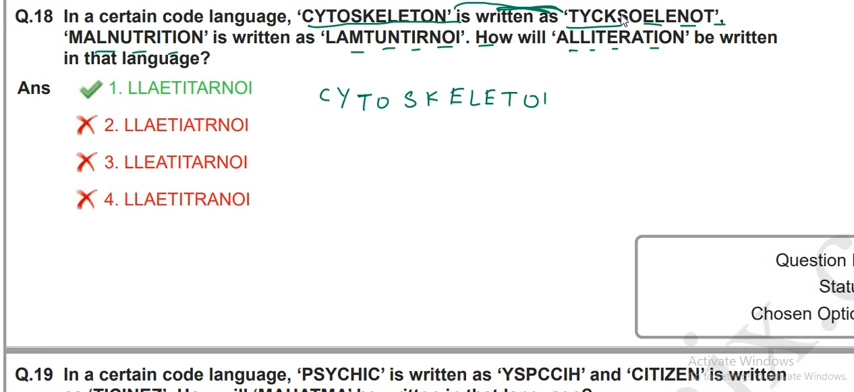 Q.18 In a certain code language, ‘CYTOSKELETON’ is written as ‘TYCKSOELENOT’,
‘MALNUTRITION’ is written as ‘LAMTUNTIRNOI’. How will ‘ALLITERATION’ be written
in that language?
Ans 1. LLAETITARNOI
2. LLAETIATRNOI
3. LLEATITARNOI
4. LLAETITRANOI
CYTOSKELETO
Question
Statu
Chosen Optio
Activate Windows
Q.19 In a certain code language, ‘PSYCHIC’ is written as ‘YSPCCIH’ and ‘CITIZEN’ is written